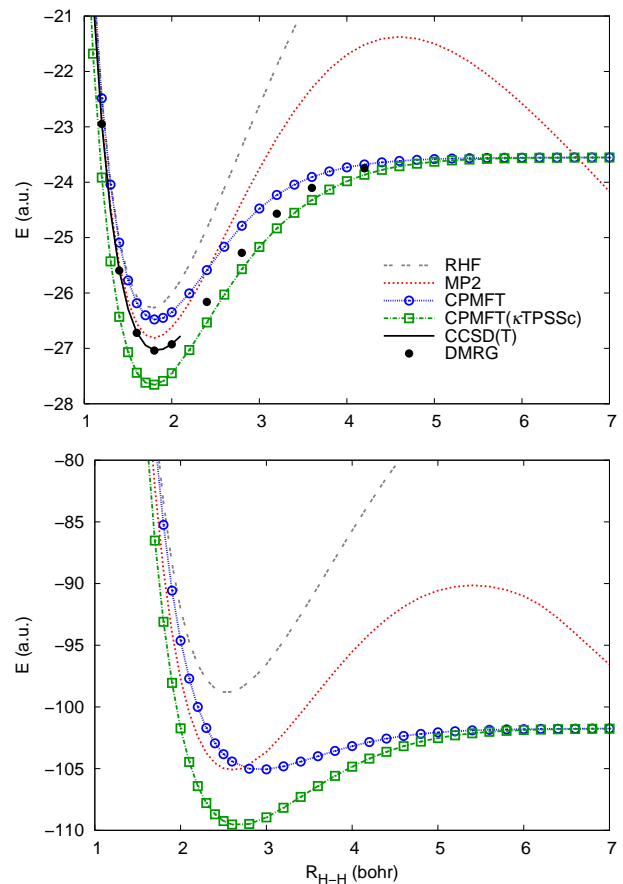 −21
−22
−23
−24
−25
−26
−27
−28
E (a.u.)
RHF
MP2
CPMFT
CPMFT(κTPSSc)
CCSD(T)
DMRG
1 2 3 4 5 6 7
−80
−85
−90
−95
−100
−105
−110
E (a.u.)
1 2 3 4 5 6 7
R_{H−H} (bohr)